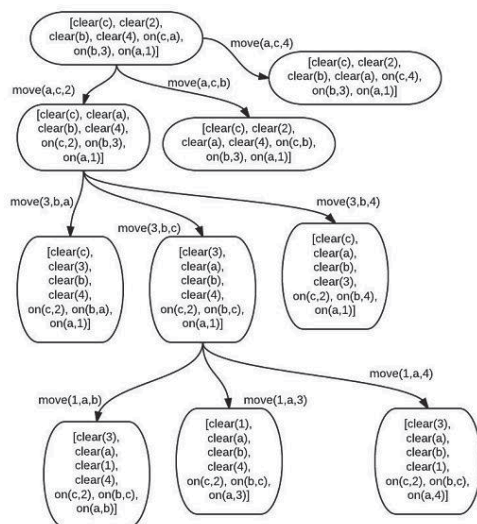 [clear(c), clear(2),
clear(b), clear(4), on(c,a),
on(b,3), on(a,1)]
move(a,c,4)
[clear(c), clear(2),
clear(b), clear(a), on(c,4),
on(b,3), on(a,1)]
move(a,c,2)
move(a,c,b)
[clear(c), clear(a),
clear(b), clear(4),
on(c,2), on(b,3),
on(a,1)]
[clear(c), clear(2),
clear(a), clear(4), on(c,b),
on(b,3), on(a,1)]
move(3,b,a)
move(3,b,c)
move(3,b,4)
[clear(c),
clear(3),
clear(b),
clear(4),
on(c,2), on(b,a),
on(a,1)]
[clear(3),
clear(a),
clear(b),
clear(4),
on(c,2), on(b,c),
on(a,1)]
[clear(c),
clear(a),
clear(b),
clear(3),
on(c,2), on(b,4),
on(a,1)]
move(1,a,b)
move(1,a,3)
move(1,a,4)
[clear(3),
clear(a),
clear(1),
clear(4),
on(c,2), on(b,c),
on(a,b)]
[clear(1),
clear(a),
clear(b),
clear(4),
on(c,2), on(b,c),
on(a,3)]
[clear(3),
clear(a),
clear(b),
clear(1),
on(c,2), on(b,c),
on(a,4)]